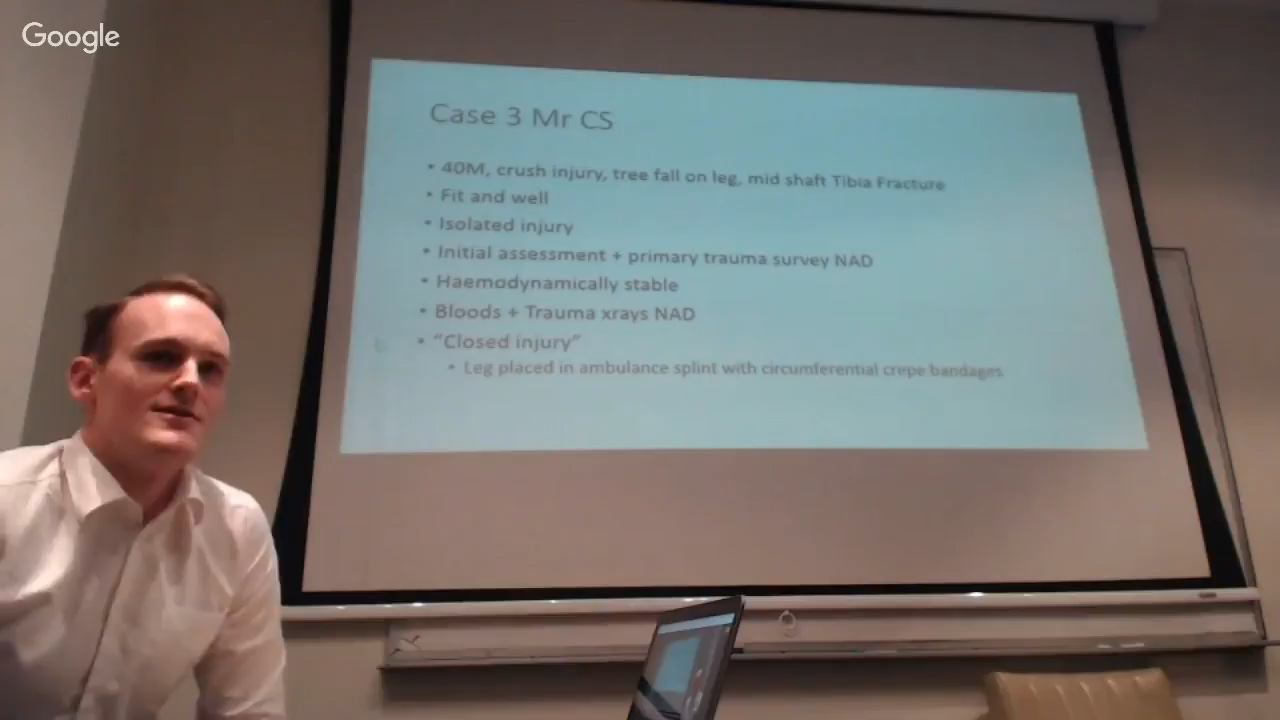 Google
Case 3 Mr CS
• 40M, crush injury, tree fall on leg, mid shaft Tibia Fracture
• Fit and well
• Isolated injury
• Initial assessment + primary trauma survey NAD
• Haemodynamically stable
• Bloods + Trauma xrays NAD
• "Closed injury"
• Leg placed in ambulance splint with circumferential crepe bandages